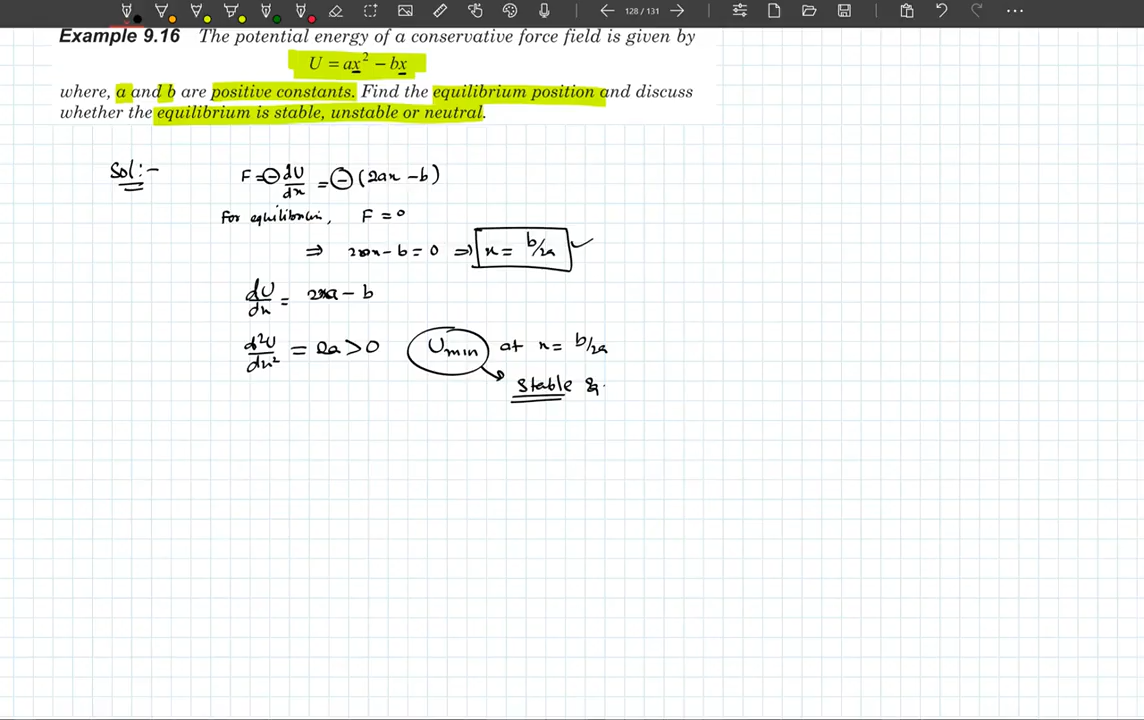 128 / 131
Example 9.16 The potential energy of a conservative force field is given by
U = ax² – bx
where, a and b are positive constants. Find the equilibrium position and discuss
whether the equilibrium is stable, unstable or neutral.
Sol:-
F = - dU/dx = - (2ax - b)
For equilibrium, F = 0
⇒ 2ax - b = 0 ⇒ x = b/2a ✓
dU/dx = 2xa - b
d²U/dx² = 2a > 0 Umin at x = b/2a
Stable